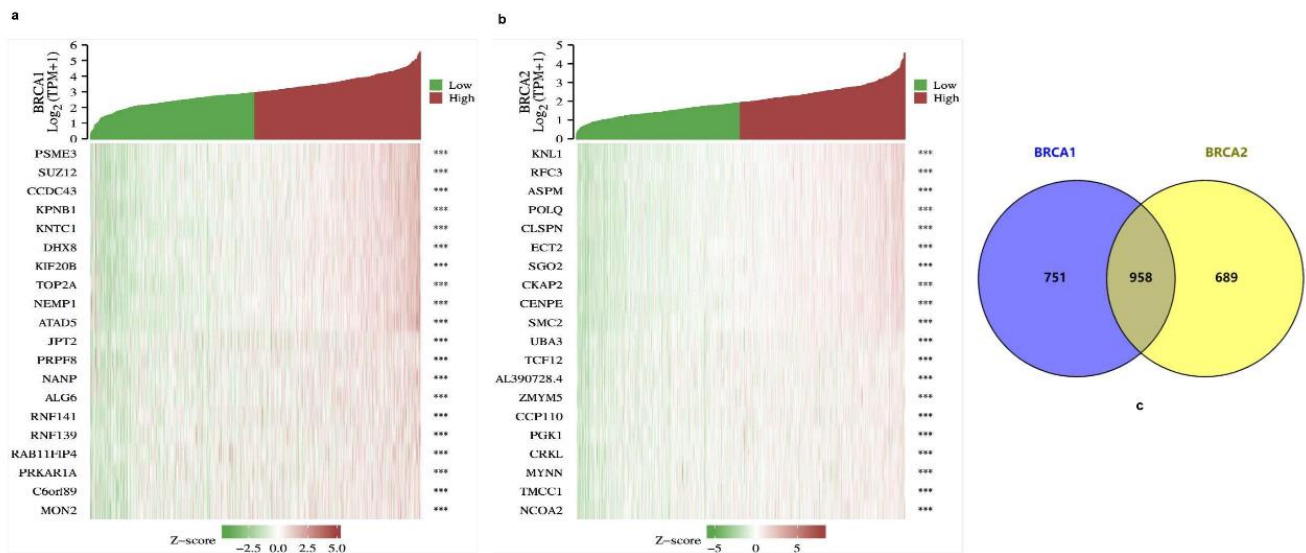 a
BRCA1
Log2 (TPM+1)
6
5
4
3
2
1
0
Low
High
PSME3 ***
SUZ12 ***
CCDC43 ***
KPNB1 ***
KNTC1 ***
DHX8 ***
KIF20B ***
TOP2A ***
NEMP1 ***
ATAD5 ***
JPT2 ***
PRPF8 ***
NANP ***
ALG6 ***
RNF141 ***
RNF139 ***
RAB11FIP4 ***
PRKAR1A ***
C6orf89 ***
MON2 ***
Z−score
−2.5 0.0 2.5 5.0
b
BRCA2
Log2 (TPM+1)
5
4
3
2
1
0
Low
High
KNL1 ***
RFC3 ***
ASPM ***
POLQ ***
CLSPN ***
ECT2 ***
SGO2 ***
CKAP2 ***
CENPE ***
SMC2 ***
UBA3 ***
TCF12 ***
AL390728.4 ***
ZMYM5 ***
CCP110 ***
PGK1 ***
CRKL ***
MYNN ***
TMCC1 ***
NCOA2 ***
Z−score
−5 0 5
BRCA1 BRCA2
751 958 689
c